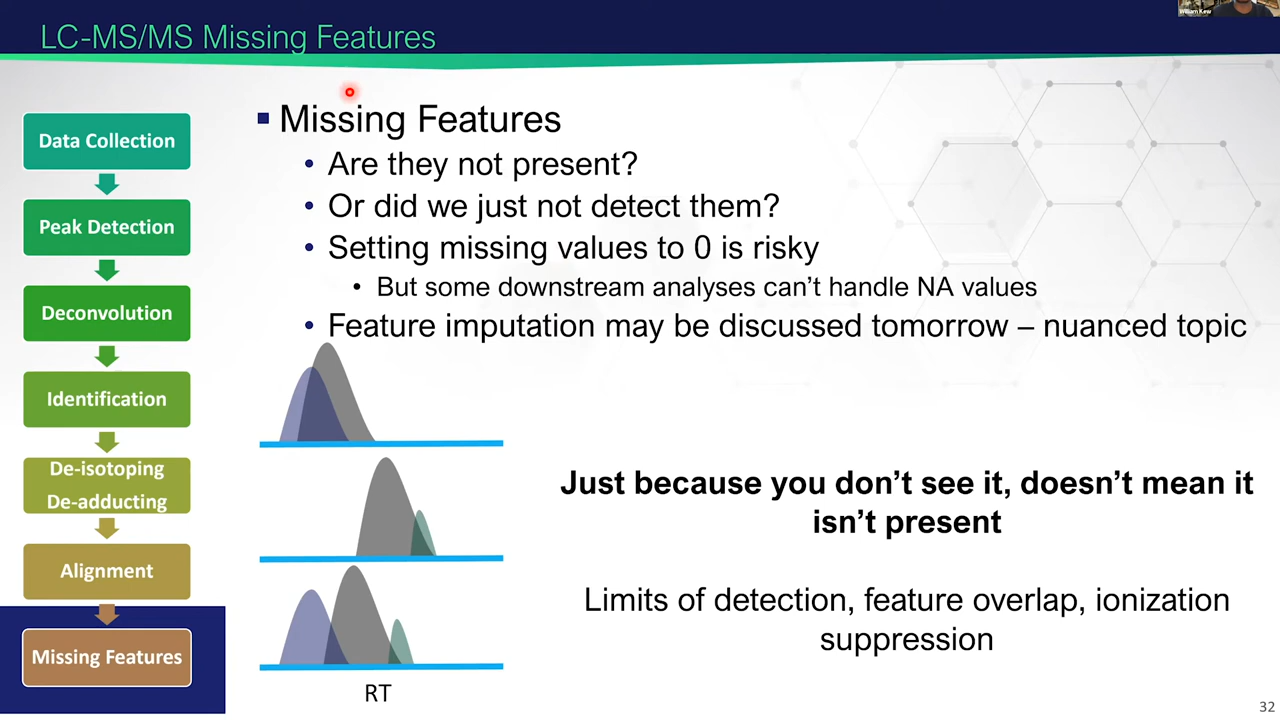 LC-MS/MS Missing Features
William Kew
Data Collection
Peak Detection
Deconvolution
Identification
De-isotoping
De-adducting
Alignment
Missing Features
Missing Features
Are they not present?
Or did we just not detect them?
Setting missing values to 0 is risky
But some downstream analyses can’t handle NA values
Feature imputation may be discussed tomorrow – nuanced topic
RT
Just because you don’t see it, doesn’t mean it
isn’t present
Limits of detection, feature overlap, ionization
suppression
32